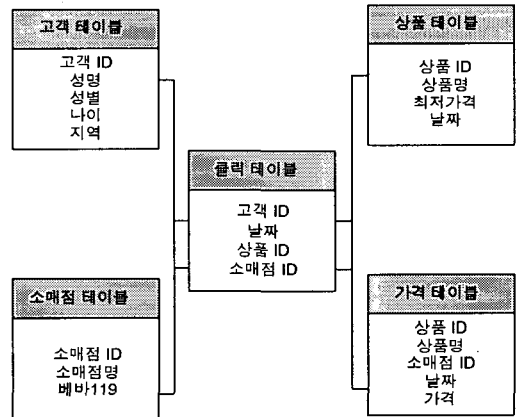 고객 테이블
고객 ID
성명
성별
나이
지역
상품 테이블
상품 ID
상품명
최저가격
날짜
클릭 테이블
고객 ID
날짜
상품 ID
소매점 ID
소매점 테이블
소매점 ID
소매점명
베바119
가격 테이블
상품 ID
상품명
소매점 ID
날짜
가격